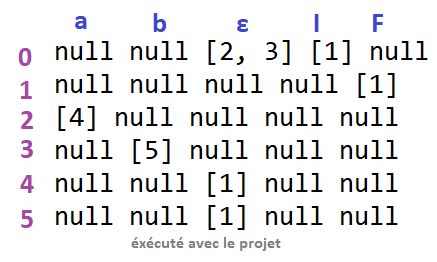 a b ε I F
0 null null [2, 3] [1] null
1 null null null null [1]
2 [4] null null null null
3 null [5] null null null
4 null null [1] null null
5 null null [1] null null
éxécuté avec le projet